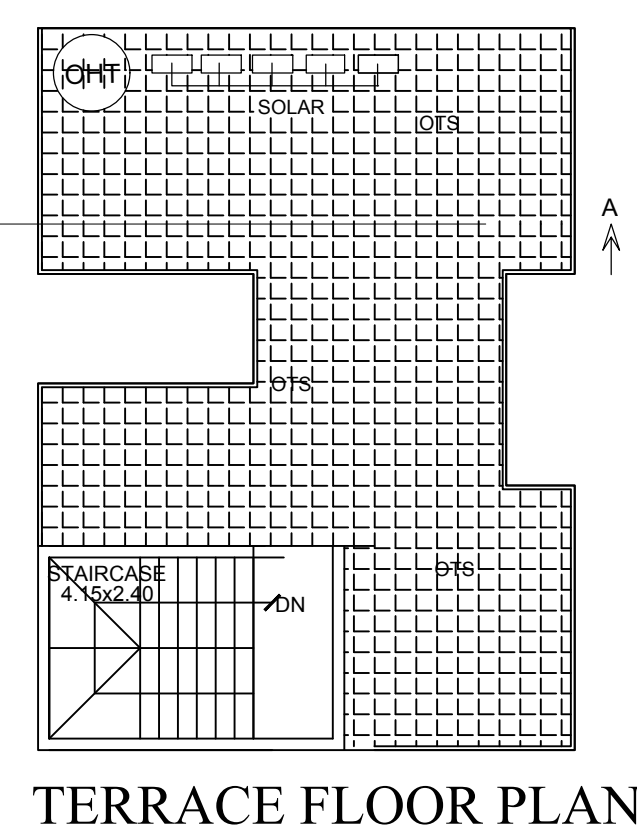 OHT
SOLAR
OTS
A
OTS
OTS
STAIRCASE
4.15x2.40
DN
TERRACE FLOOR PLAN